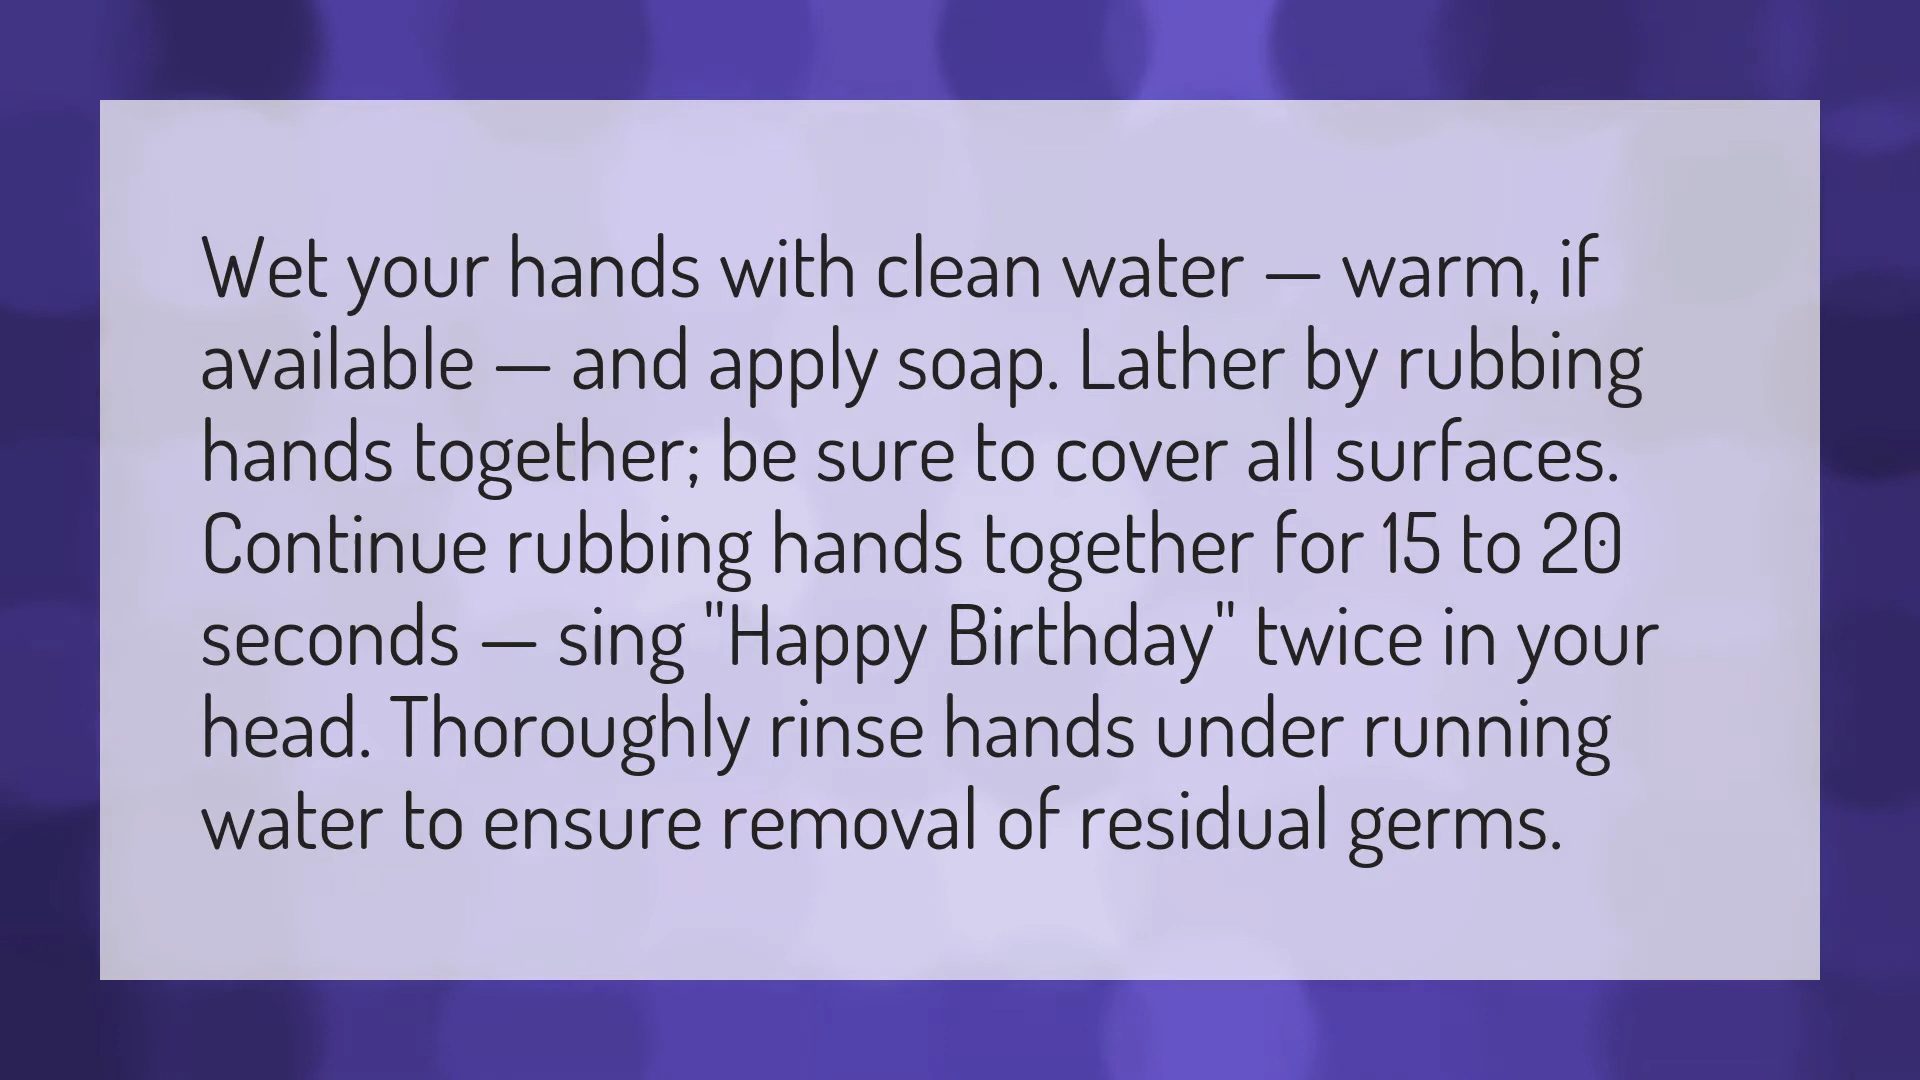 Wet your hands with clean water — warm, if
available — and apply soap. Lather by rubbing
hands together; be sure to cover all surfaces.
Continue rubbing hands together for 15 to 20
seconds — sing "Happy Birthday" twice in your
head. Thoroughly rinse hands under running
water to ensure removal of residual germs.